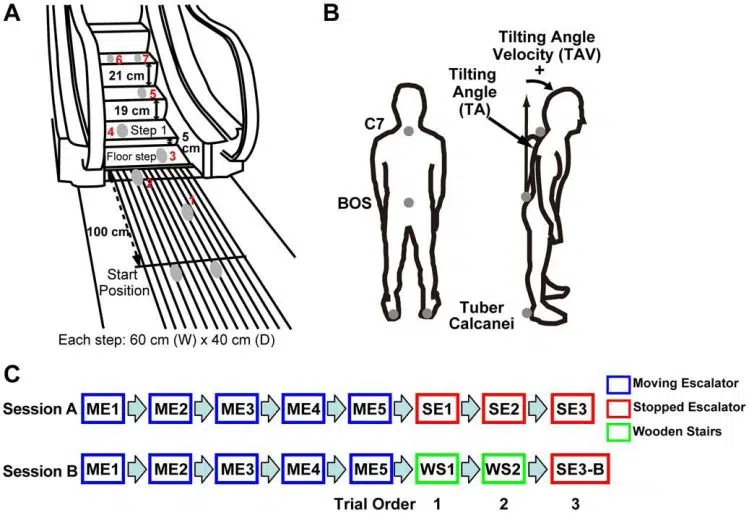 A
6 7
21 cm
5
19 cm
4 Step 1
5 cm
Floor step 3
2
1
100 cm
Start
Position
Each step: 60 cm (W) x 40 cm (D)
B
Tilting Angle
Velocity (TAV)
+
Tilting
Angle
(TA)
C7
BOS
Tuber
Calcanei
C
Session A ME1 ME2 ME3 ME4 ME5 SE1 SE2 SE3
Session B ME1 ME2 ME3 ME4 ME5 WS1 WS2 SE3-B
Trial Order 1 2 3
Moving Escalator
Stopped Escalator
Wooden Stairs